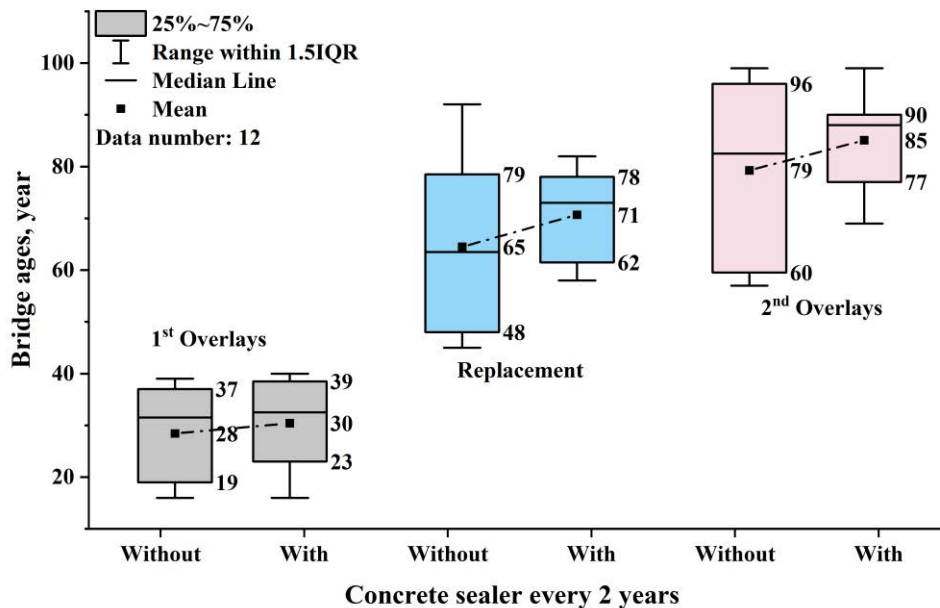 25%~75%
Range within 1.5IQR
Median Line
Mean
Data number: 12
Bridge ages, year
100
80
60
40
20
1st Overlays
37
28
19
39
30
23
Replacement
79
65
48
78
71
62
2nd Overlays
96
79
60
90
85
77
Without
With
Without
With
Without
With
Concrete sealer every 2 years